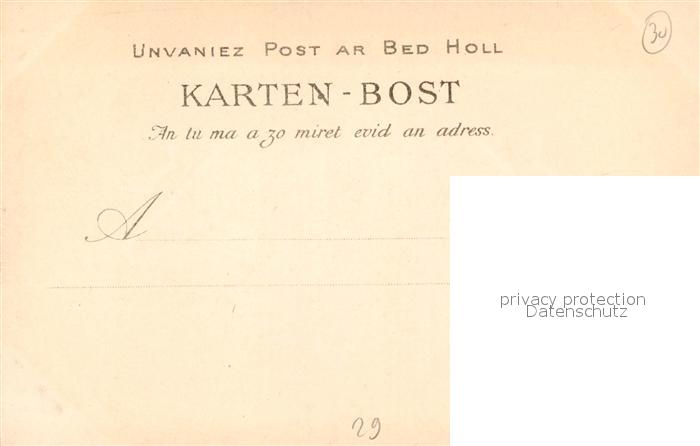 30
UNVANIEZ POST AR BED HOLL
KARTEN-BOST
An tu ma a zo miret evid an adress.
A
privacy protection
Datenschutz
29